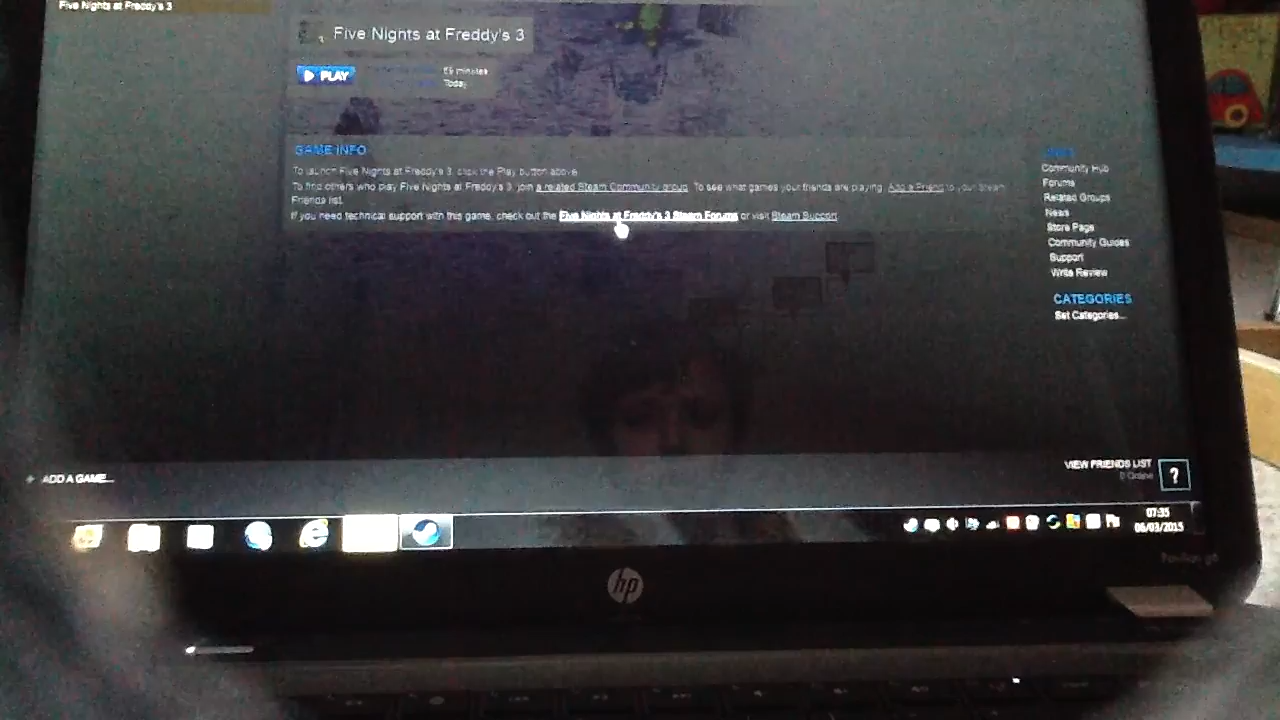 Five Nights at Freddy's 3
Five Nights at Freddy's 3
PLAY
minutes
Today
GAME INFO
To launch Five Nights at Freddy's 3, click the Play button above.
To find others who play Five Nights at Freddy's 3, join a related Steam Community group. To see what games your friends are playing, Add a Friend to your Steam
Friends list.
If you need technical support with this game, check out the Five Nights at Freddy's 3 Steam Forums or visit Steam Support.
Community Hub
Forums
Related Groups
News
Store Page
Community Guides
Support
Write Review
CATEGORIES
Set Categories...
+ ADD A GAME...
VIEW FRIENDS LIST
0 Online
?
07:35
06/03/2015
Pavilion g6
hp